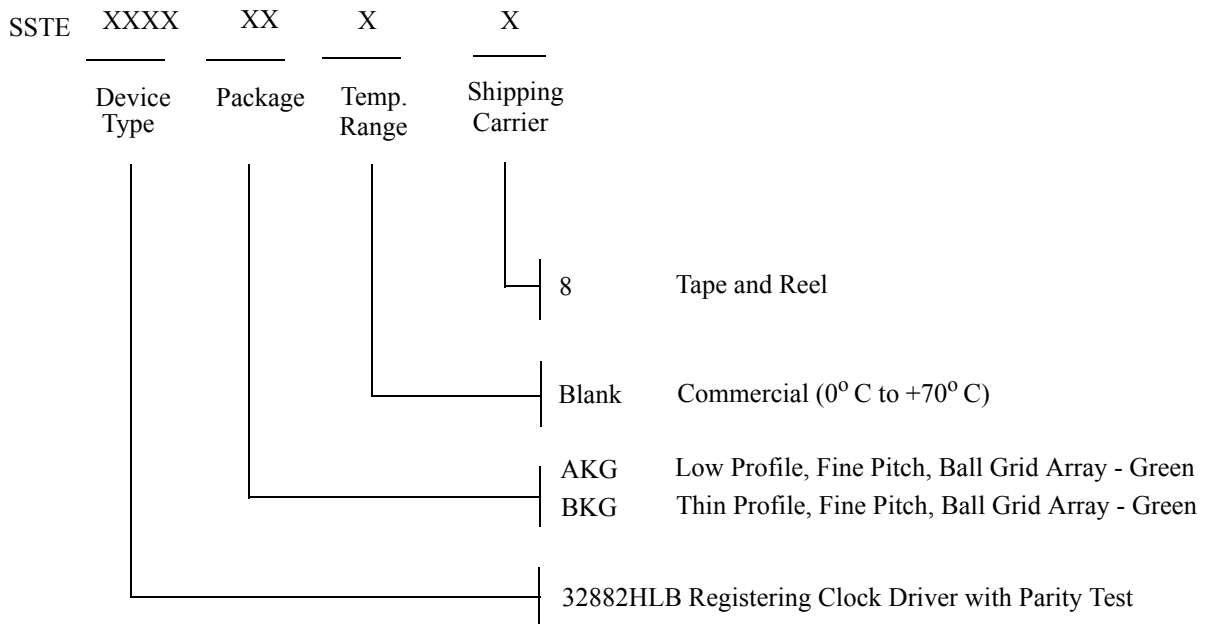 SSTE XXXX XX X X
Device Type
Package
Temp. Range
Shipping Carrier
8 Tape and Reel
Blank Commercial (0° C to +70° C)
AKG Low Profile, Fine Pitch, Ball Grid Array - Green
BKG Thin Profile, Fine Pitch, Ball Grid Array - Green
32882HLB Registering Clock Driver with Parity Test